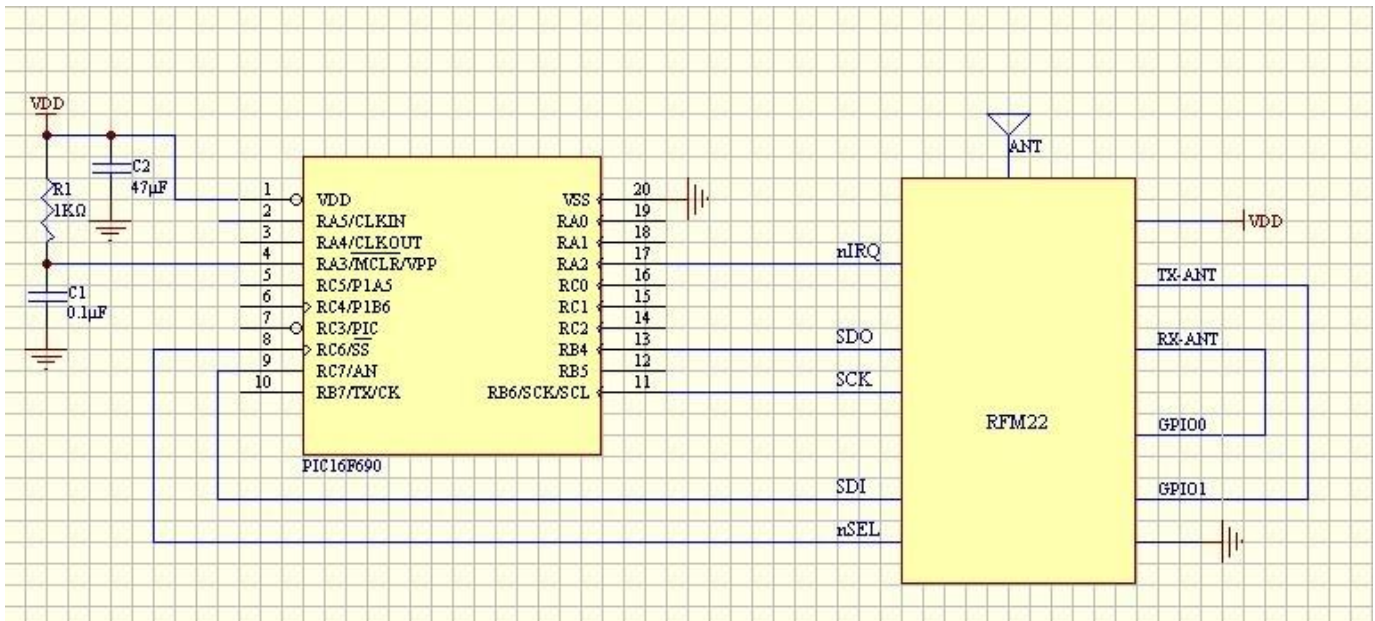 VDD
C2
47µF
R1
1KΩ
C1
0.1µF
1
2
3
4
5
6
7
8
9
10
VDD
RA5/CLKIN
RA4/CLKOUT
RA3/MCLR/VPP
RC5/P1A5
RC4/P1B6
RC3/PIC
RC6/SS
RC7/AN
RB7/TX/CK
VSS
RA0
RA1
RA2
RC0
RC1
RC2
RB4
RB5
RB6/SCK/SCL
20
19
18
17
16
15
14
13
12
11
PIC16F690
nIRQ
SDO
SCK
SDI
nSEL
ANT
RFM22
VDD
TX-ANT
RX-ANT
GPIO0
GPIO1